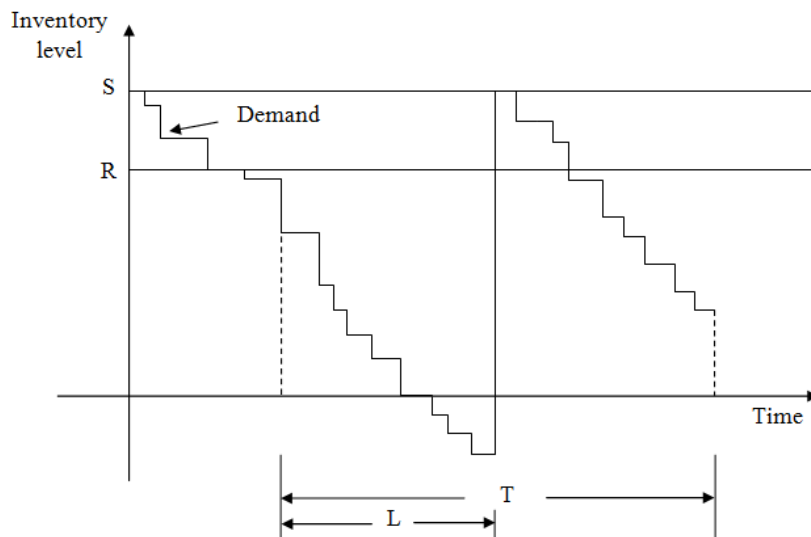 Inventory
level
S
Demand
R
Time
T
L